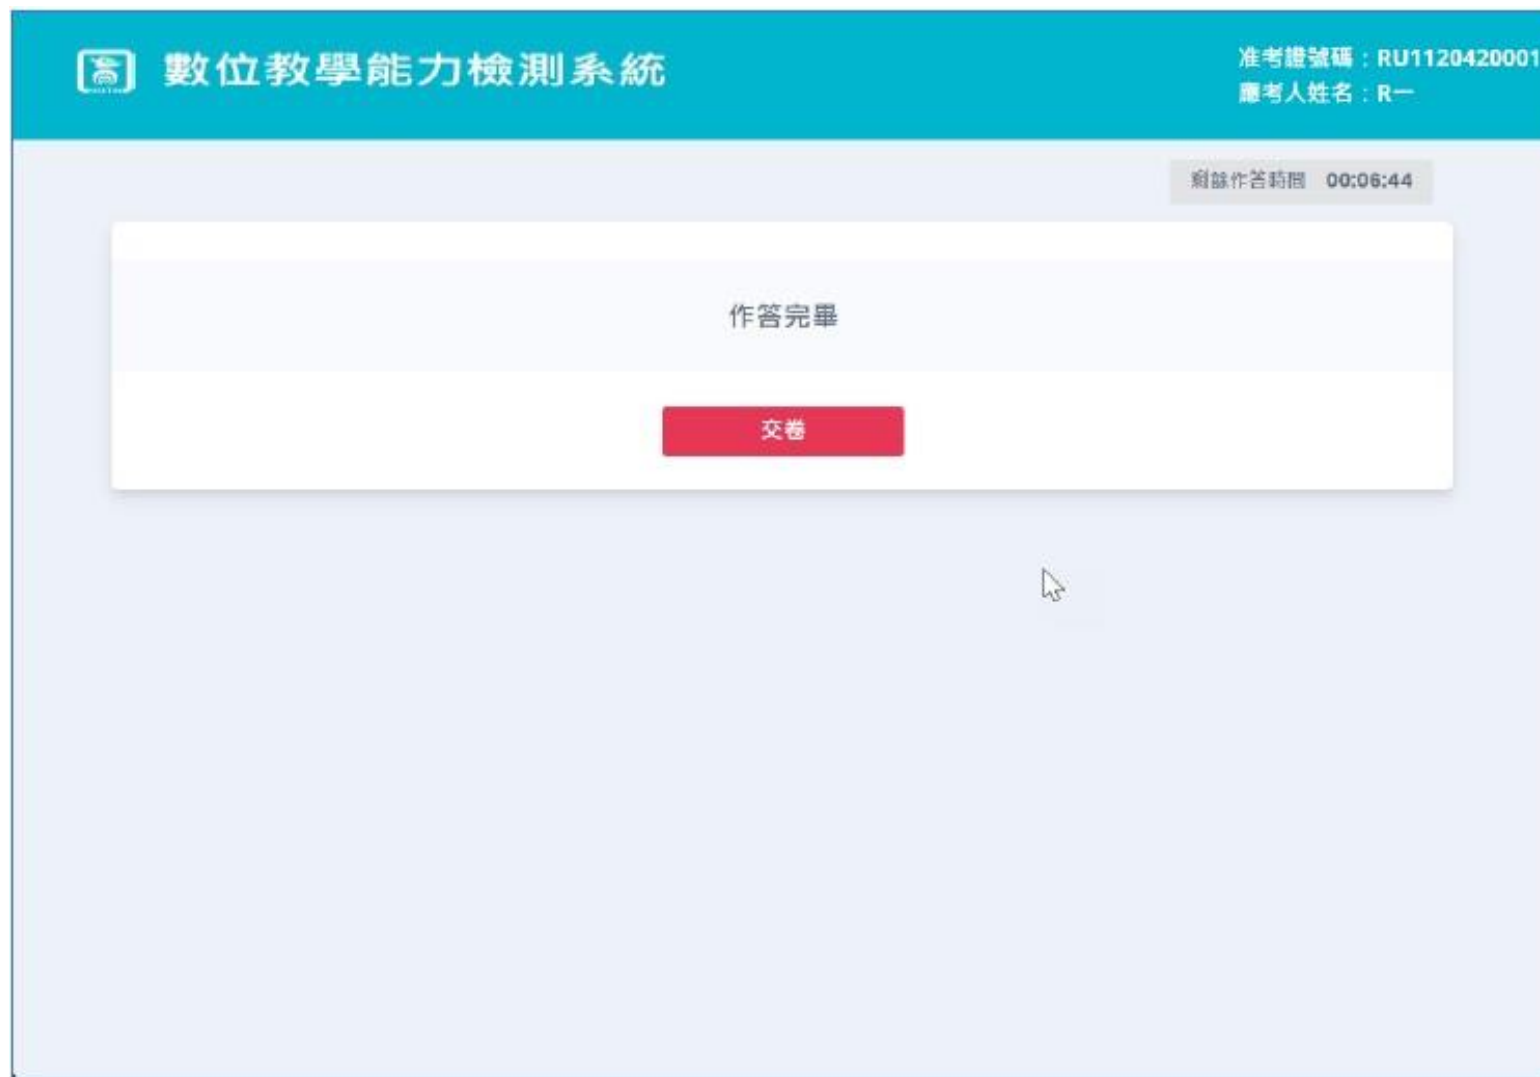 數位教學能力檢測系統
准考證號碼：RU1120420001
應考人姓名：R一
剩餘作答時間 00:06:44
作答完畢
交卷